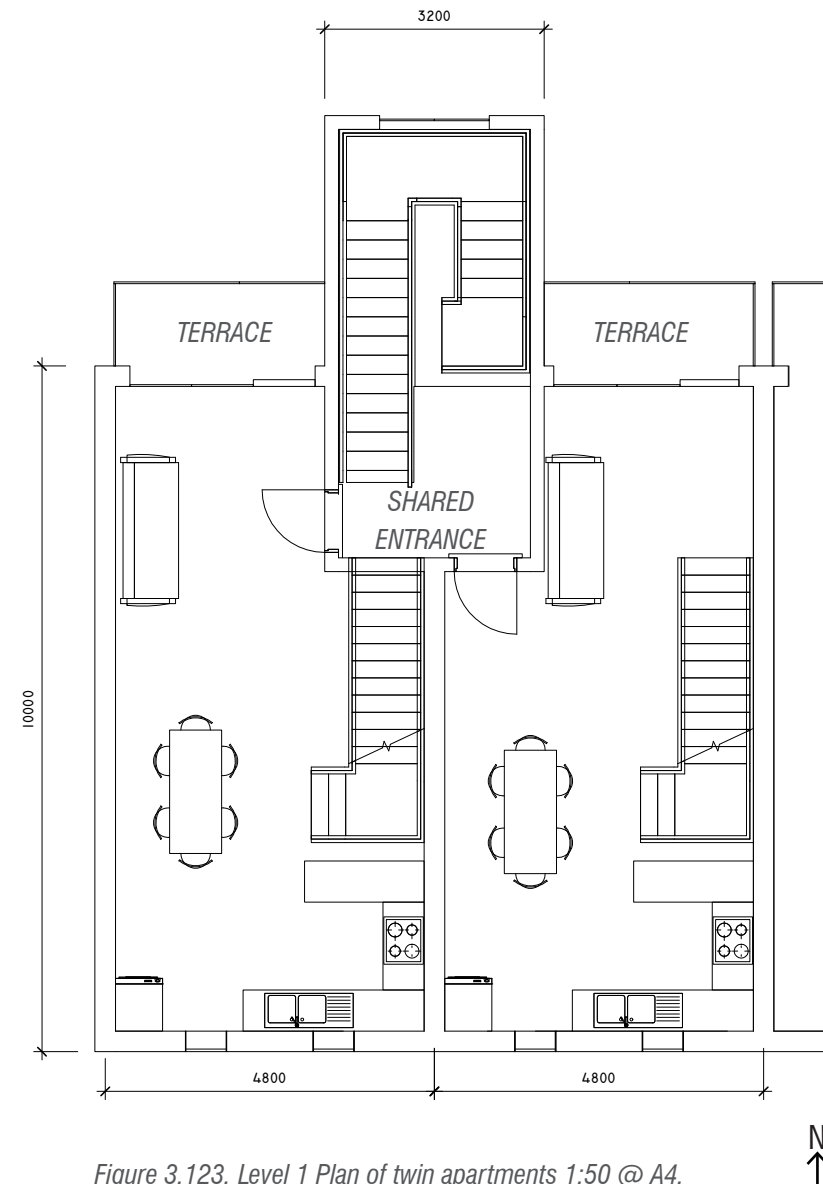 3200
TERRACE
TERRACE
SHARED
ENTRANCE
10000
4800
4800
N
Figure 3.123. Level 1 Plan of twin apartments 1:50 @ A4.